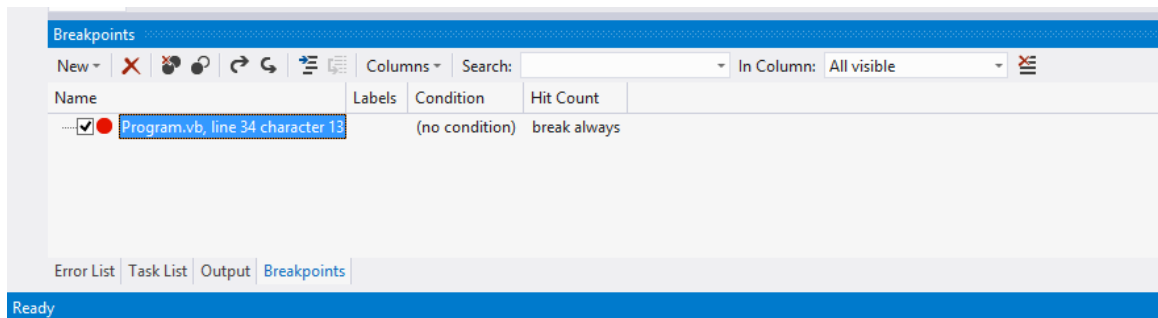 Breakpoints
New Columns Search: In Column: All visible
Name Labels Condition Hit Count
Program.vb, line 34 character 13 (no condition) break always
Error List Task List Output Breakpoints
Ready